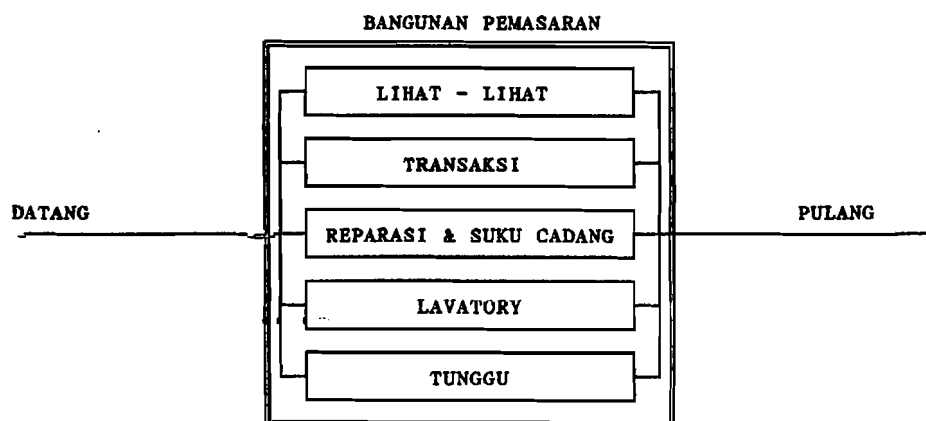 BANGUNAN PEMASARAN
LIHAT - LIHAT
TRANSAKSI
DATANG
PULANG
REPARASI & SUKU CADANG
LAVATORY
TUNGGU